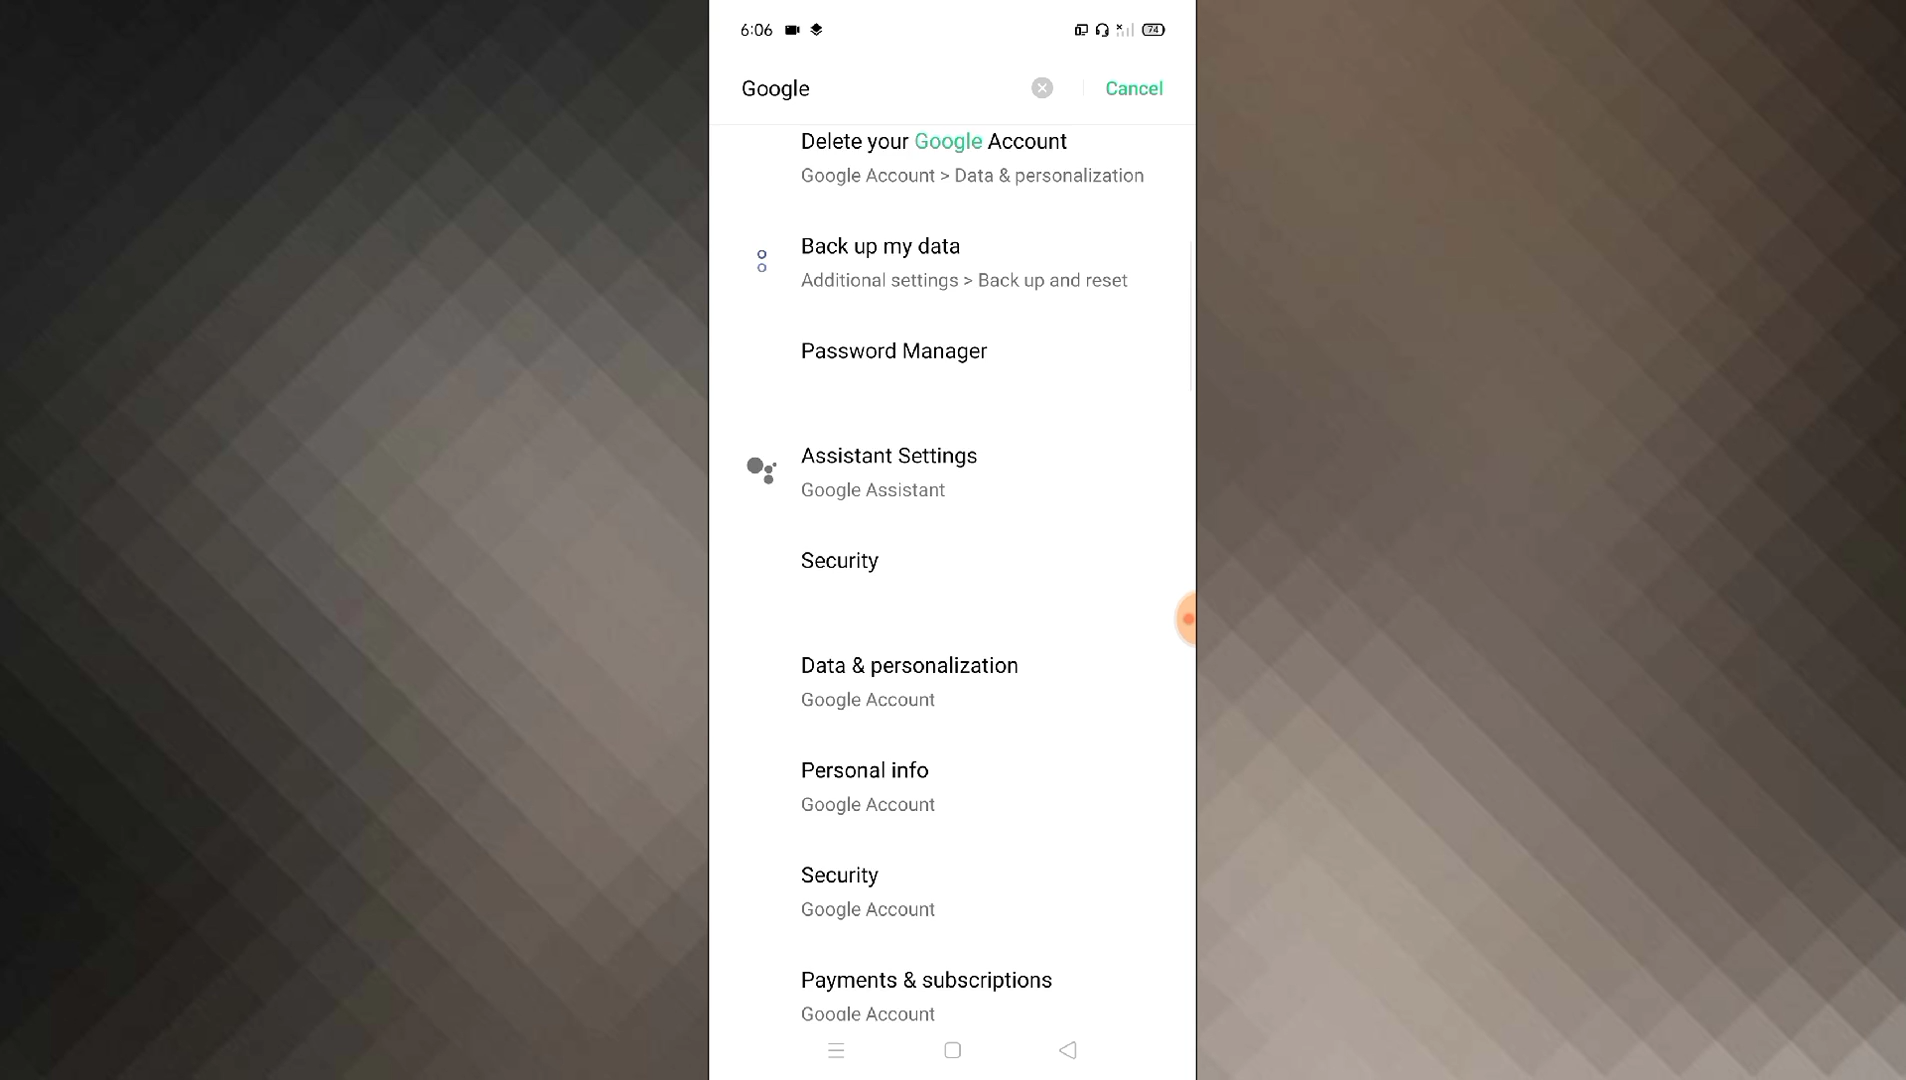 6:06
74
Google
Cancel
Delete your Google Account
Google Account > Data & personalization
Back up my data
Additional settings > Back up and reset
Password Manager
Assistant Settings
Google Assistant
Security
Data & personalization
Google Account
Personal info
Google Account
Security
Google Account
Payments & subscriptions
Google Account